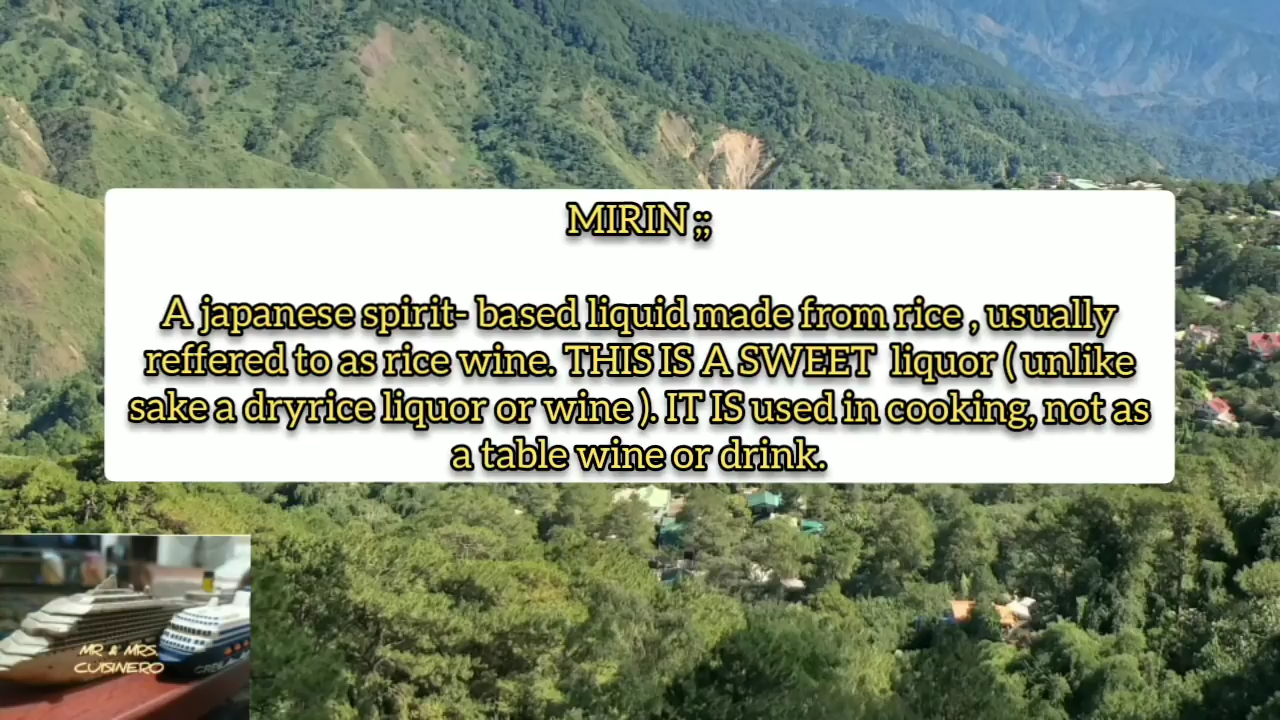 MIRIN ;;
A japanese spirit- based liquid made from rice , usually
reffered to as rice wine. THIS IS A SWEET liquor ( unlike
sake a dryrice liquor or wine ). IT IS used in cooking, not as
a table wine or drink.
MR & MRS.
CUISINERO